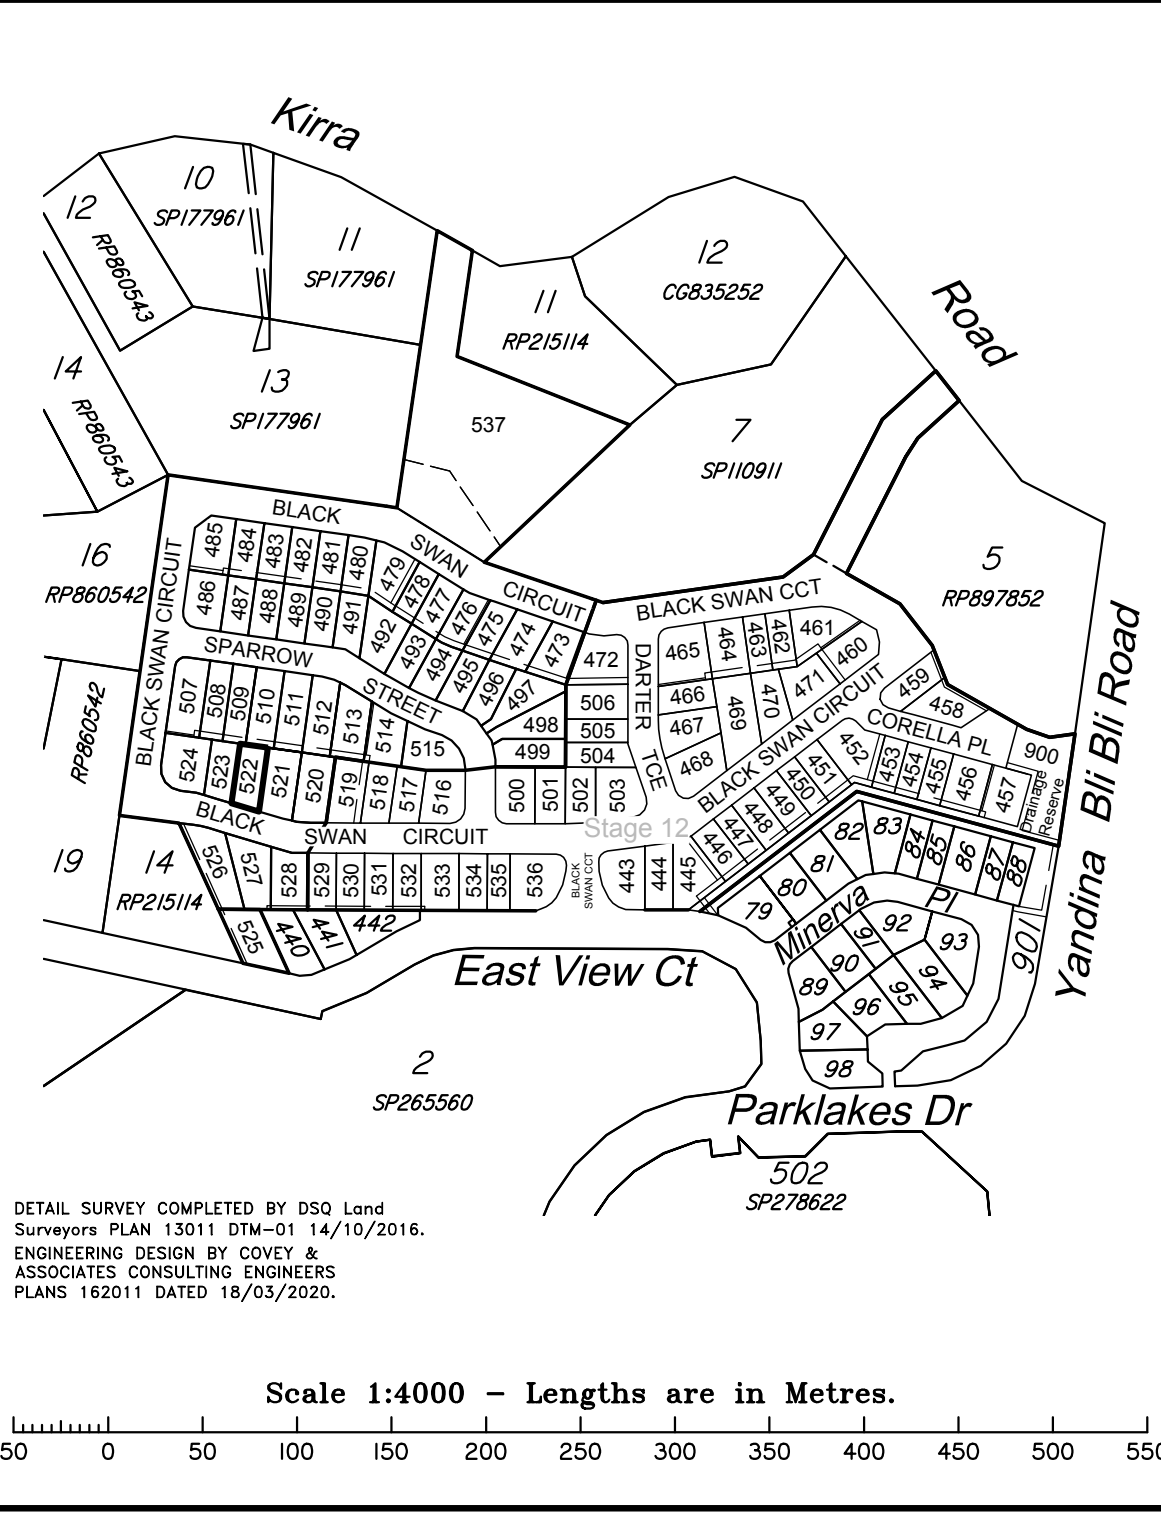 Kirra
10
SP177961
12
RP860543
11
SP177961
12
CG835252
11
RP215114
Road
14
RP860543
13
SP177961
537
7
SP110911
16
RP860542
5
RP897852
BLACK SWAN CIRCUIT
BLACK SWAN CCT
BLACK SWAN CIRCUIT
485 484 483 482 481 480 479 478 477 476 475 474 473
486 487 488 489 490 491 492 493 494 495 496 497
498
499
SPARROW STREET
507 508 509 510 511 512 513 514 515
524 523 522 521 520 519 518 517 516
472
506
505
504
500 501 502 503
DARTER TCE
465 464 463 462 461 460
466
467
468
469 470 471
459
458
CORELLA PL
BLACK SWAN CIRCUIT
452 451 450 449 448 447 446
453 454 455 456 457
900
Drainage Reserve
Yandina Bli Bli Road
RP860542
BLACK SWAN CIRCUIT
Stage 12
19
14
RP215114
526 527 528 529 530 531 532 533 534 535 536
BLACK SWAN CCT
443 444 445
525 440 441 442
79 80 81 82 83 84 85 86 87 88
Minerva Pl
89 90 91 92 93
94 95 96
97
98
901
East View Ct
2
SP265560
Parklakes Dr
502
SP278622
DETAIL SURVEY COMPLETED BY DSQ Land
Surveyors PLAN 13011 DTM-01 14/10/2016.
ENGINEERING DESIGN BY COVEY &
ASSOCIATES CONSULTING ENGINEERS
PLANS 162011 DATED 18/03/2020.
Scale 1:4000 - Lengths are in Metres.
50 0 50 100 150 200 250 300 350 400 450 500 550